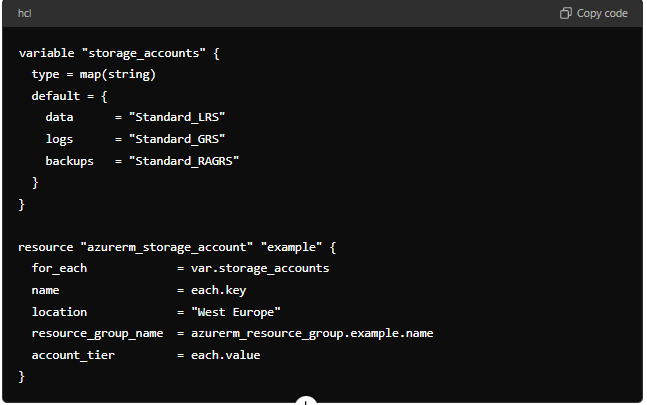 hcl
Copy code
variable "storage_accounts" {
  type = map(string)
  default = {
    data      = "Standard_LRS"
    logs      = "Standard_GRS"
    backups   = "Standard_RAGRS"
  }
}

resource "azurerm_storage_account" "example" {
  for_each             = var.storage_accounts
  name                 = each.key
  location             = "West Europe"
  resource_group_name  = azurerm_resource_group.example.name
  account_tier         = each.value
}